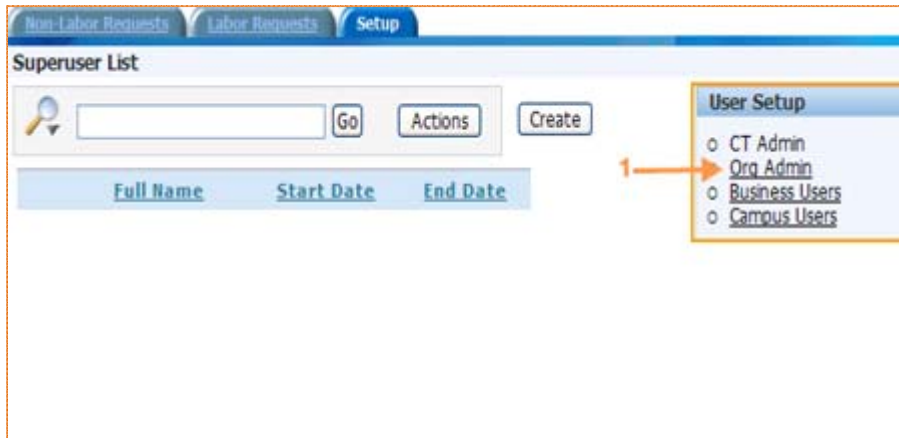 Non-Labor Requests Labor Requests Setup
Superuser List
Go Actions Create
Full Name Start Date End Date
User Setup
CT Admin
1 Org Admin
Business Users
Campus Users